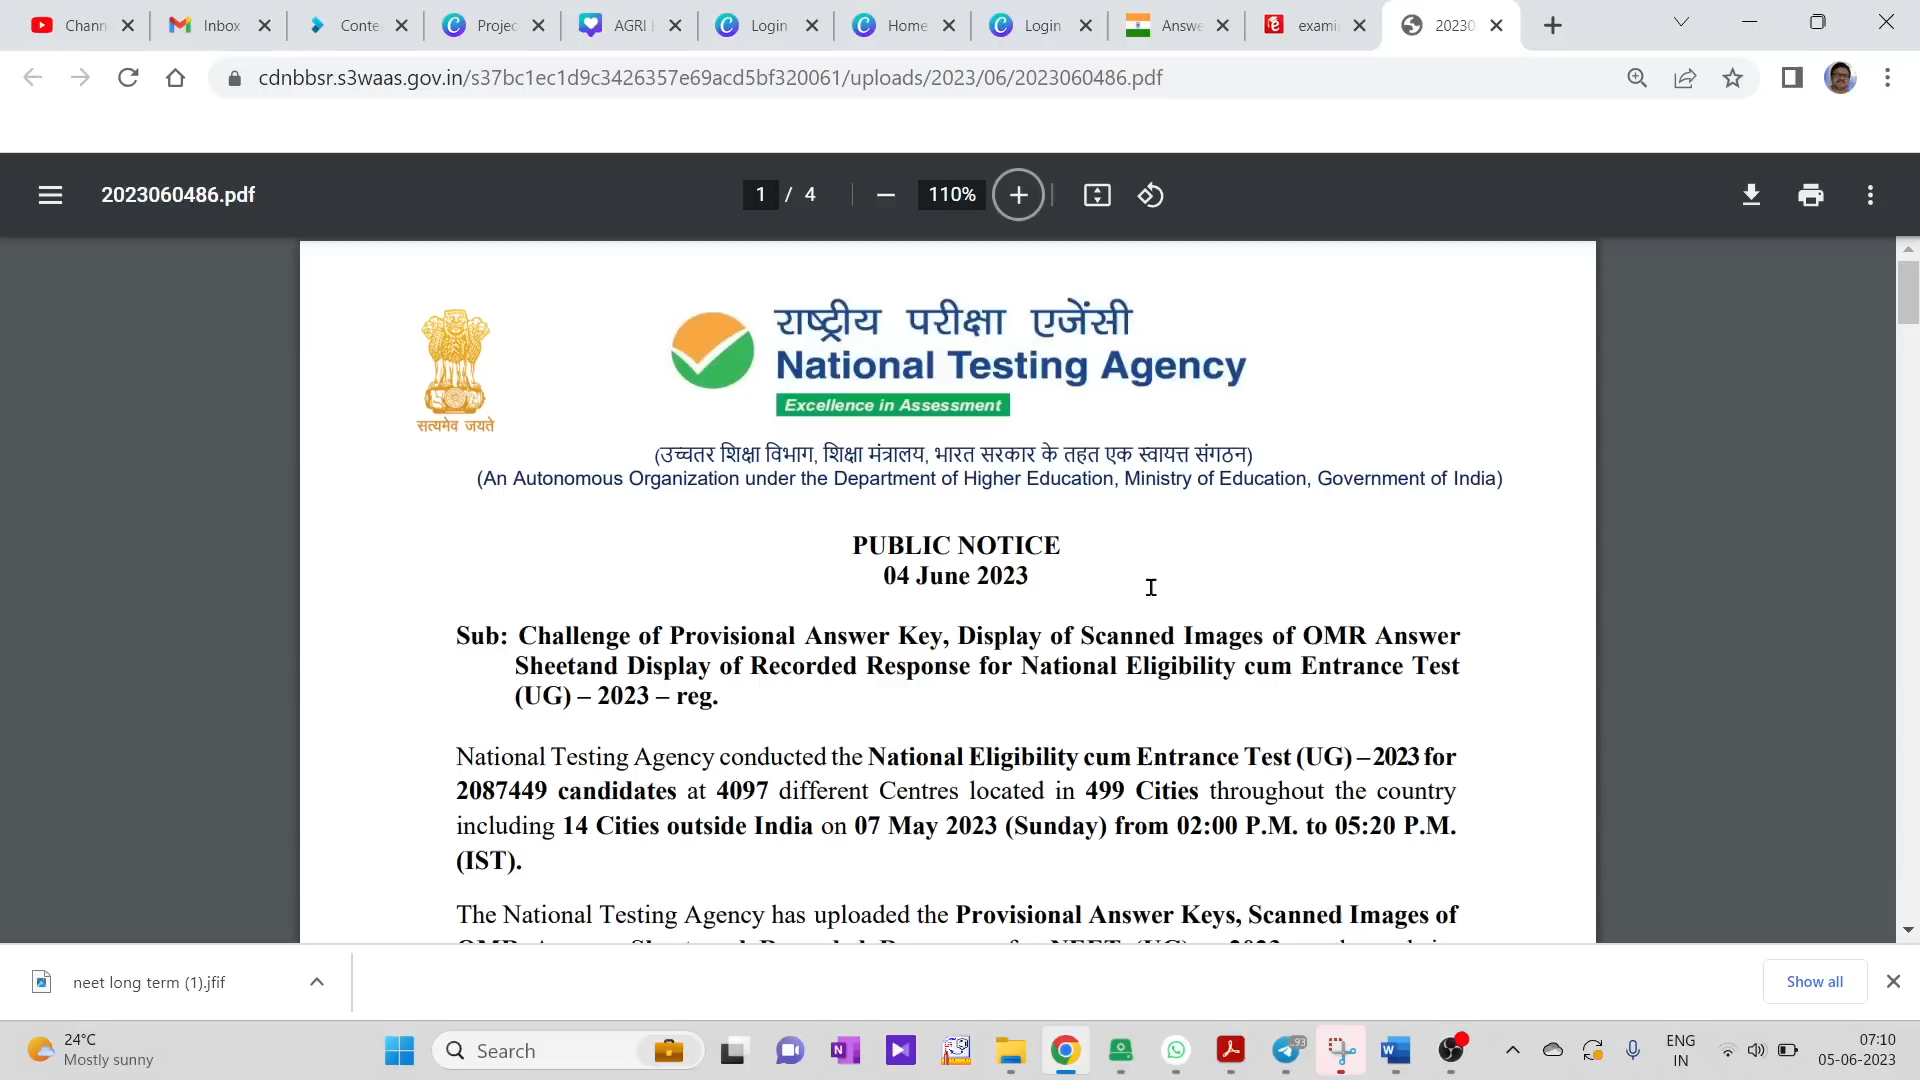 Chann
Inbox
Conte
Projec
AGRI
Login
Home
Login
Answe
exami
20230
cdnbbsr.s3waas.gov.in/s37bc1ec1d9c3426357e69acd5bf320061/uploads/2023/06/2023060486.pdf
2023060486.pdf
1 / 4
110%
राष्ट्रीय परीक्षा एजेंसी
National Testing Agency
Excellence in Assessment
सत्यमेव जयते
(उच्चतर शिक्षा विभाग, शिक्षा मंत्रालय, भारत सरकार के तहत एक स्वायत्त संगठन)
(An Autonomous Organization under the Department of Higher Education, Ministry of Education, Government of India)
PUBLIC NOTICE
04 June 2023
Sub: Challenge of Provisional Answer Key, Display of Scanned Images of OMR Answer
Sheetand Display of Recorded Response for National Eligibility cum Entrance Test
(UG) – 2023 – reg.
National Testing Agency conducted the National Eligibility cum Entrance Test (UG) – 2023 for
2087449 candidates at 4097 different Centres located in 499 Cities throughout the country
including 14 Cities outside India on 07 May 2023 (Sunday) from 02:00 P.M. to 05:20 P.M.
(IST).
The National Testing Agency has uploaded the Provisional Answer Keys, Scanned Images of
neet long term (1).jfif
Show all
24°C
Mostly sunny
Search
93
ENG
IN
07:10
05-06-2023